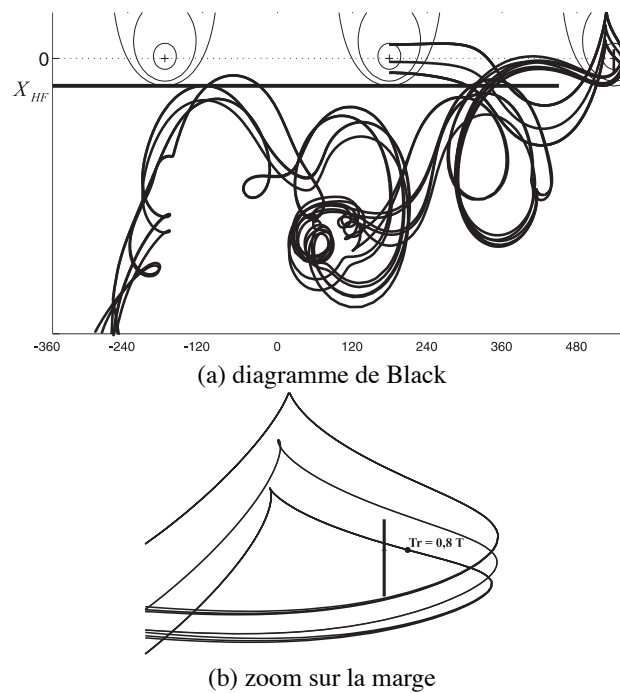 0
X_HF
-360 -240 -120 0 120 240 360 480
(a) diagramme de Black
Tr = 0,8 T
(b) zoom sur la marge